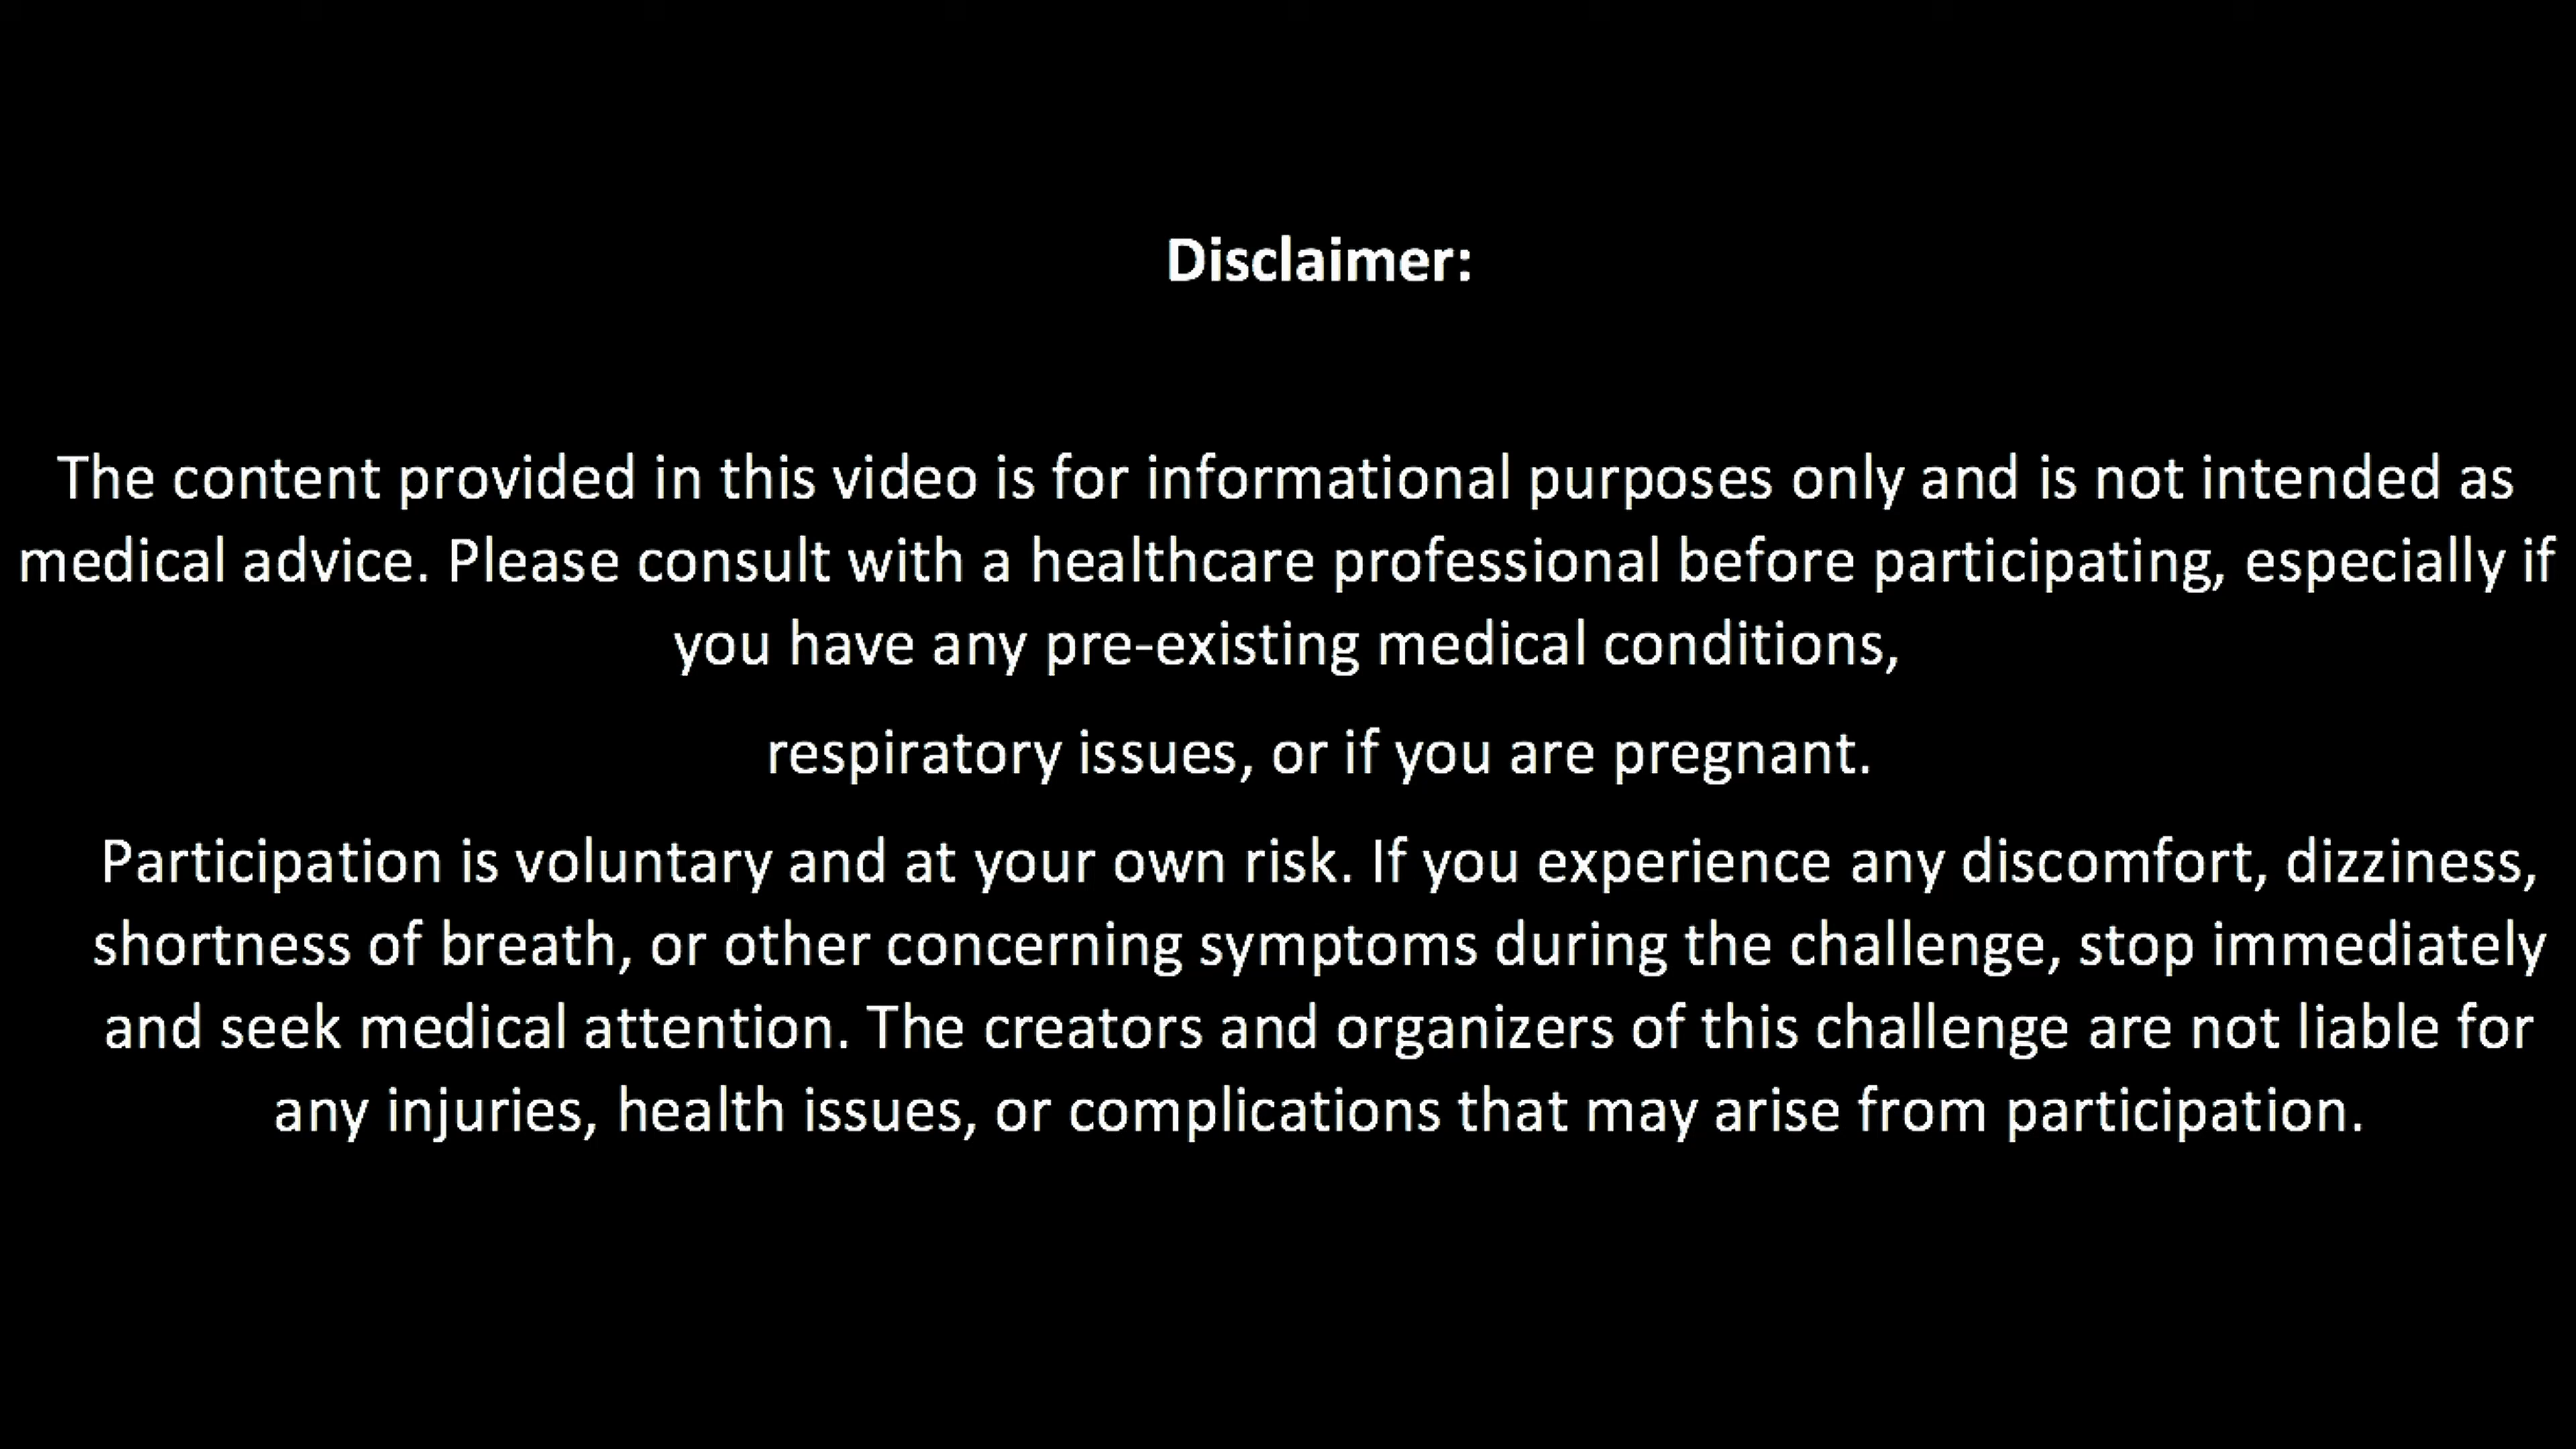 Disclaimer:
The content provided in this video is for informational purposes only and is not intended as
medical advice. Please consult with a healthcare professional before participating, especially if
you have any pre-existing medical conditions,
respiratory issues, or if you are pregnant.
Participation is voluntary and at your own risk. If you experience any discomfort, dizziness,
shortness of breath, or other concerning symptoms during the challenge, stop immediately
and seek medical attention. The creators and organizers of this challenge are not liable for
any injuries, health issues, or complications that may arise from participation.